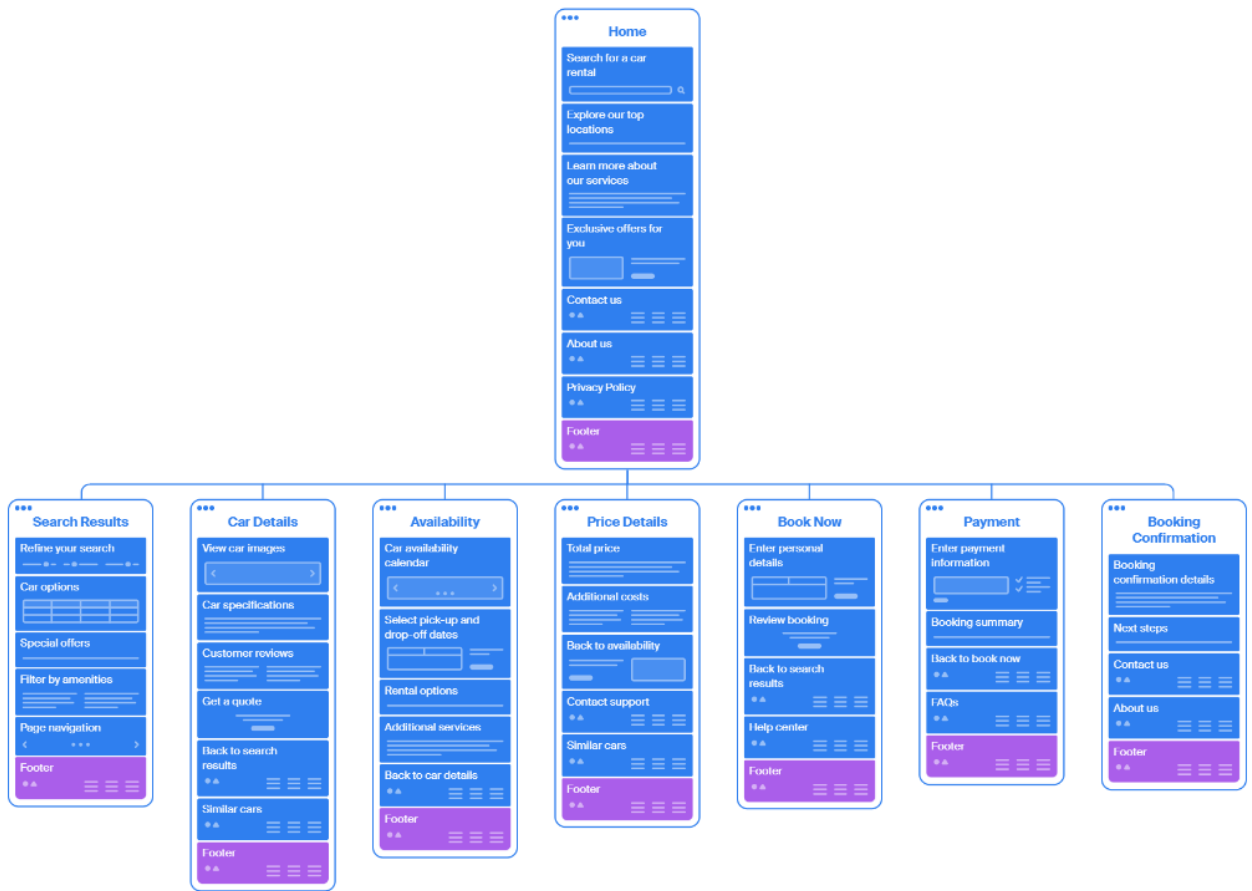 Home
Search for a car
rental
Explore our top
locations
Learn more about
our services
Exclusive offers for
you
Contact us
About us
Privacy Policy
Footer
Search Results
Refine your search
Car options
Special offers
Filter by amenities
Page navigation
Footer
Car Details
View car images
Car specifications
Customer reviews
Get a quote
Back to search
results
Similar cars
Footer
Availability
Car availability
calendar
Select pick-up and
drop-off dates
Rental options
Additional services
Back to car details
Footer
Price Details
Total price
Additional costs
Back to availability
Contact support
Similar cars
Footer
Book Now
Enter personal
details
Review booking
Back to search
results
Help center
Footer
Payment
Enter payment
information
Booking summary
Back to book now
FAQs
Footer
Booking
Confirmation
Booking
confirmation details
Next steps
Contact us
About us
Footer